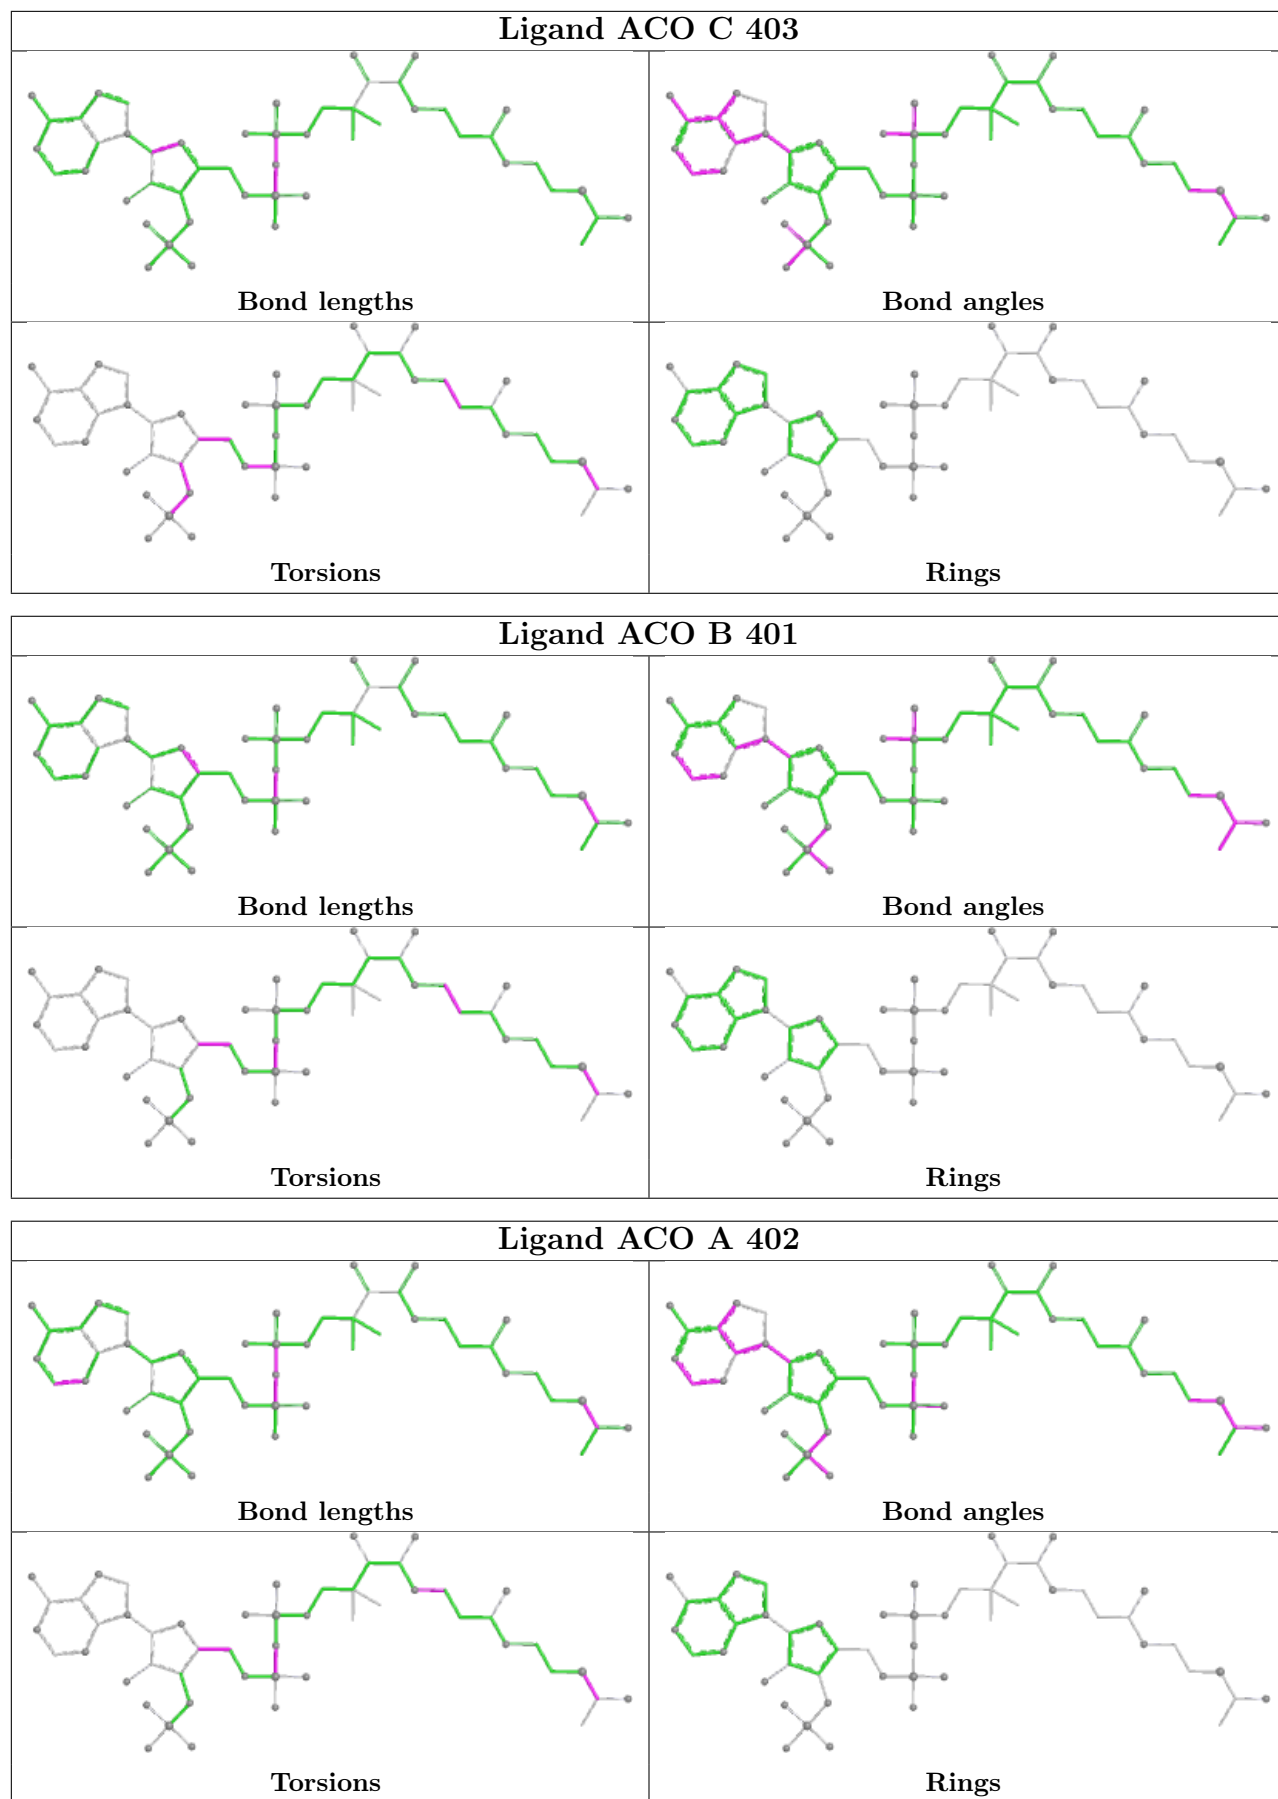 Ligand ACO C 403
Bond lengths
Bond angles
Torsions
Rings
Ligand ACO B 401
Bond lengths
Bond angles
Torsions
Rings
Ligand ACO A 402
Bond lengths
Bond angles
Torsions
Rings